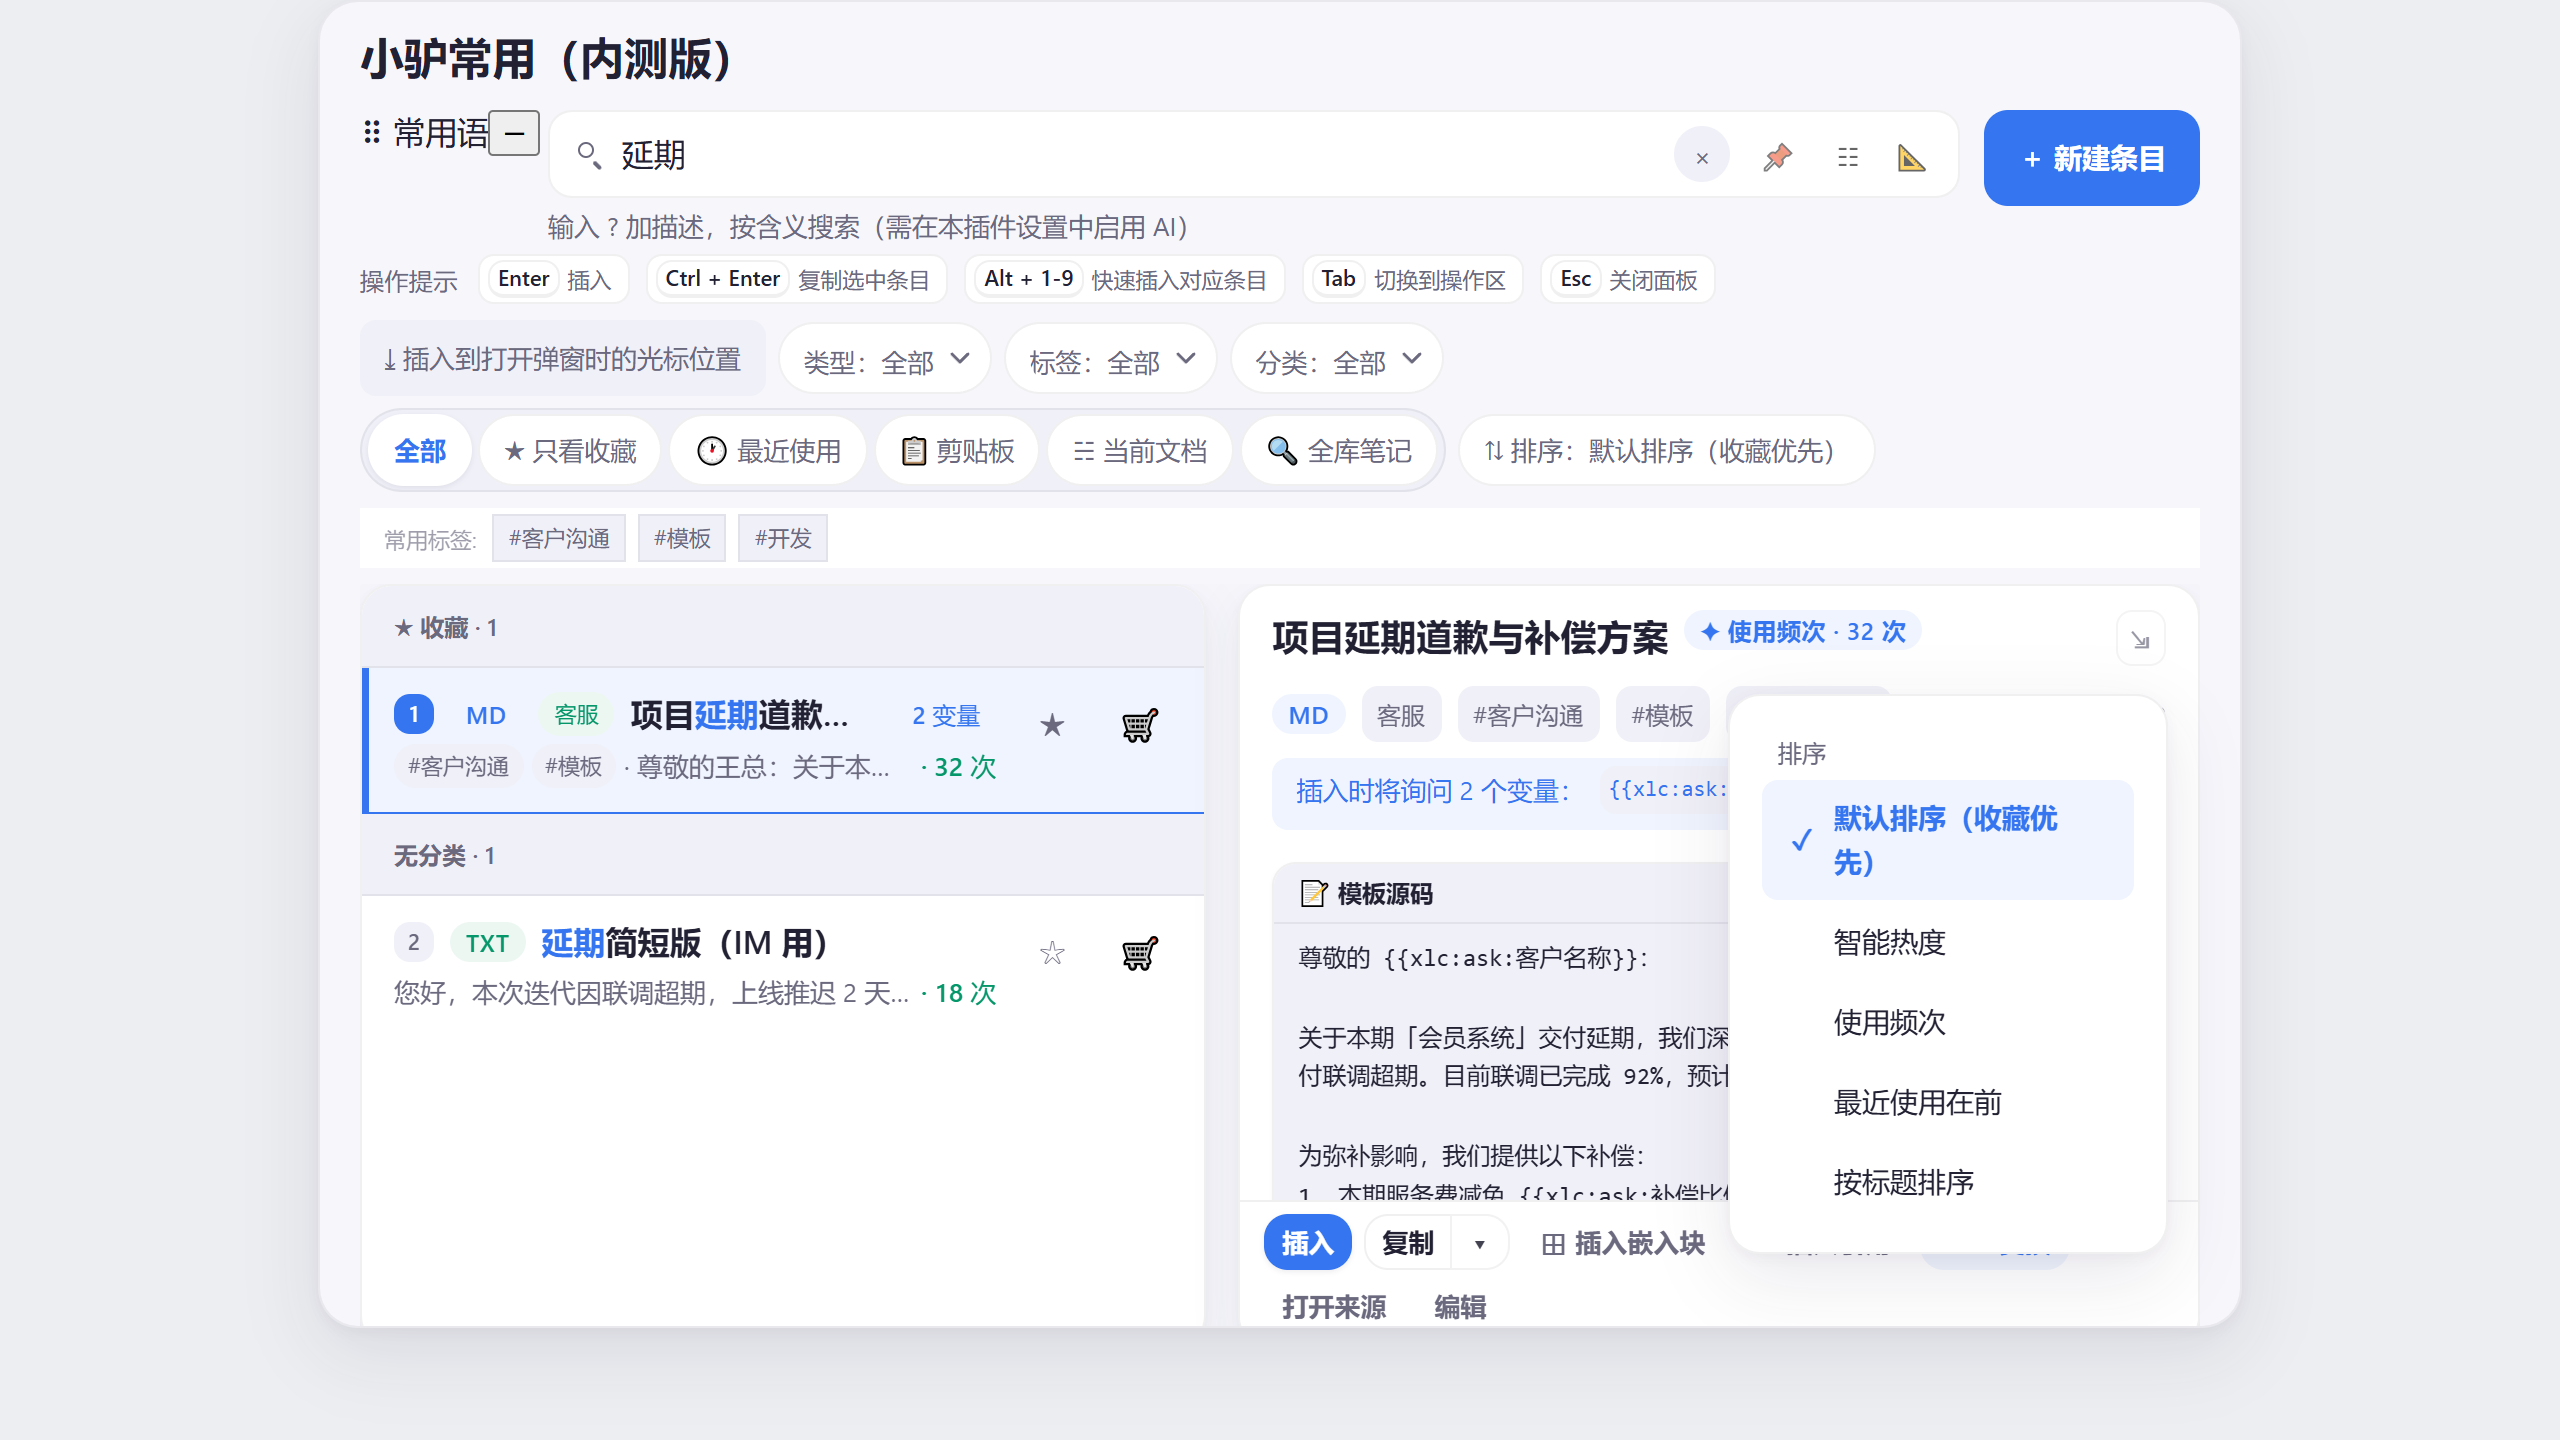 小驴常用（内测版）
常用语
延期
+ 新建条目
输入 ? 加描述，按含义搜索（需在本插件设置中启用 AI）
操作提示 Enter 插入 Ctrl + Enter 复制选中条目 Alt + 1-9 快速插入对应条目 Tab 切换到操作区 Esc 关闭面板
插入到打开弹窗时的光标位置 类型：全部 标签：全部 分类：全部
全部 ★ 只看收藏 最近使用 剪贴板 当前文档 全库笔记 排序：默认排序（收藏优先）
常用标签: #客户沟通 #模板 #开发
★ 收藏 · 1
1 MD 客服 项目延期道歉... 2 变量
#客户沟通 #模板 · 尊敬的王总：关于本... · 32 次
无分类 · 1
2 TXT 延期简短版（IM 用）
您好，本次迭代因联调超期，上线推迟 2 天... · 18 次
项目延期道歉与补偿方案 使用频次 · 32 次
MD 客服 #客户沟通 #模板
插入时将询问 2 个变量： {{xlc:ask:
模板源码
尊敬的 {{xlc:ask:客户名称}}：
关于本期「会员系统」交付延期，我们深
付联调超期。目前联调已完成 92%，预计
为弥补影响，我们提供以下补偿：
1. 本期服务费减免 {{xlc:ask:补偿比
排序
默认排序（收藏优
先）
智能热度
使用频次
最近使用在前
按标题排序
插入 复制 插入嵌入块
打开来源 编辑